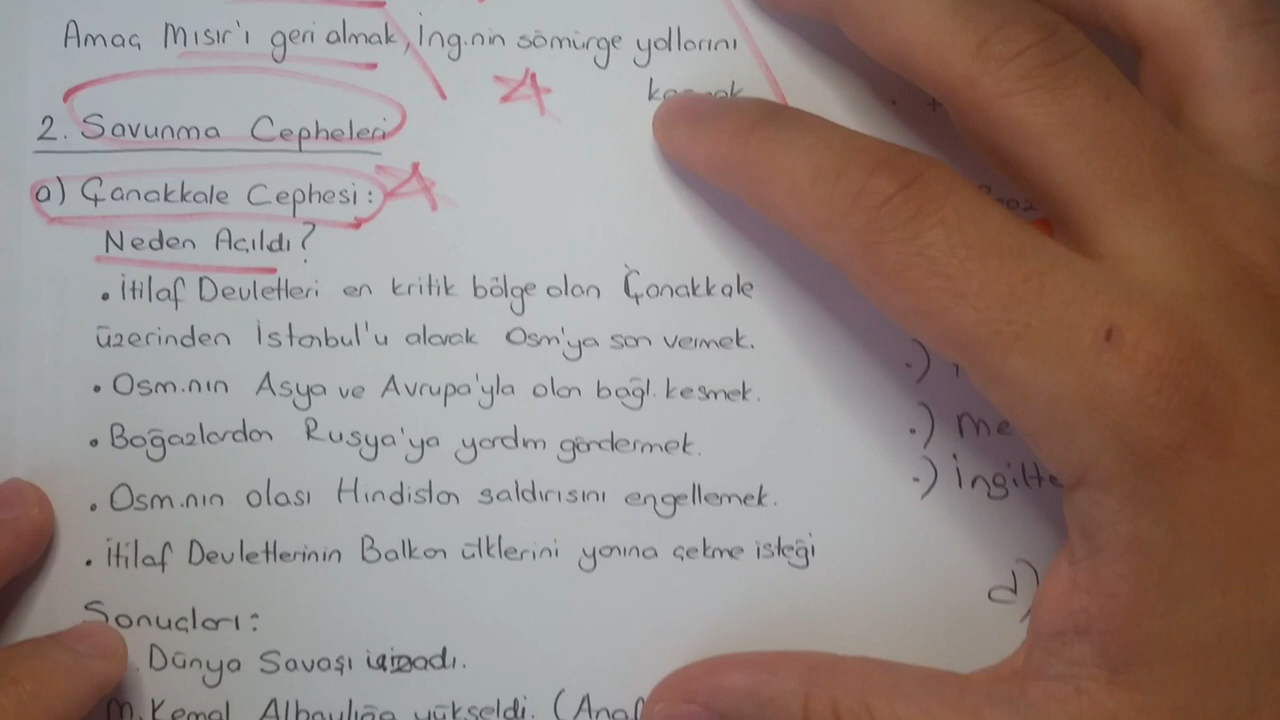 Amaç Mısır'i geri almak, İng.nin sömürge yollarını
2. Savunma Cepheleri
a) Çanakkale Cephesi:
Neden Açıldı?
• İtilaf Devletleri en kritik bölge olan Çanakkale
üzerinden İstanbul'u alarak Osm'ya son vermek.
• Osm.nın Asya ve Avrupa'yla olan bağl. kesmek.
• Boğazlardan Rusya'ya yardım göndermek.
• Osm.nın olası Hindistan saldırısını engellemek.
• İtilaf Devletlerinin Balkan ülklerini yanına çekme isteği
Sonuçları:
Dünya Savaşı uzadı.
M. Kemal Albaylığa yükseldi. (Anaf
.)
.) me
.) İngilte
d)